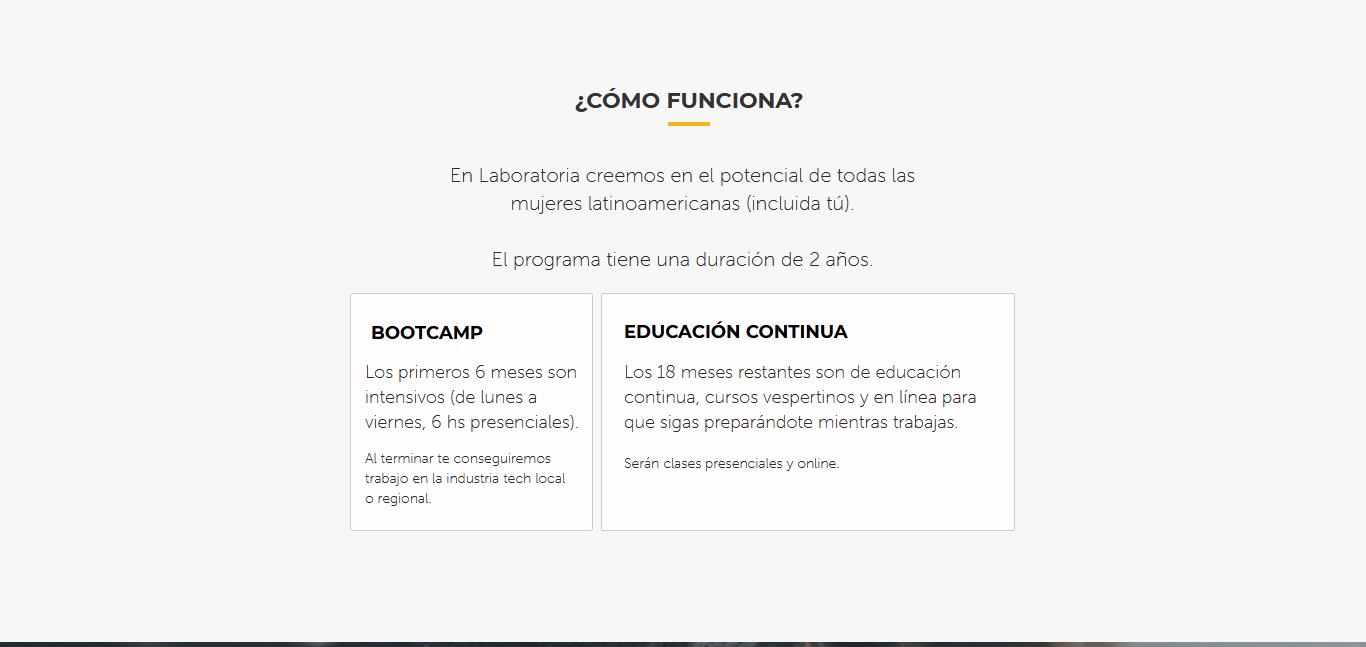 ¿CÓMO FUNCIONA?
En Laboratoria creemos en el potencial de todas las
mujeres latinoamericanas (incluida tú).
El programa tiene una duración de 2 años.
BOOTCAMP
Los primeros 6 meses son
intensivos (de lunes a
viernes, 6 hs presenciales).
Al terminar te conseguiremos
trabajo en la industria tech local
o regional.
EDUCACIÓN CONTINUA
Los 18 meses restantes son de educación
continua, cursos vespertinos y en línea para
que sigas preparándote mientras trabajas.
Serán clases presenciales y online.